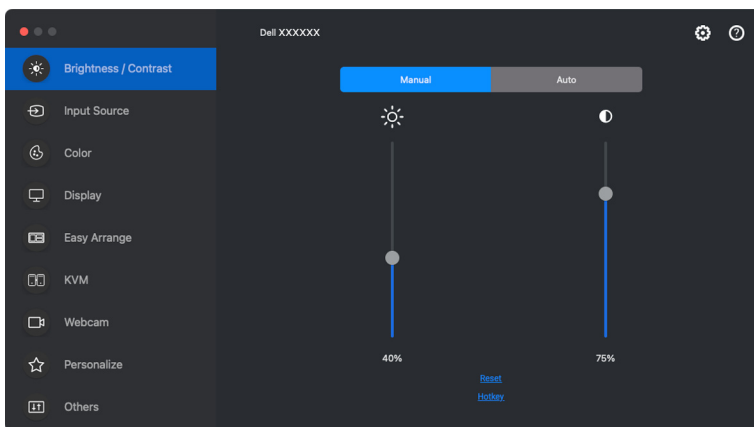 Dell XXXXXX
?
Brightness / Contrast
Input Source
Color
Display
Easy Arrange
KVM
Webcam
Personalize
Others
Manual
Auto
40%
75%
Reset
Hotkey